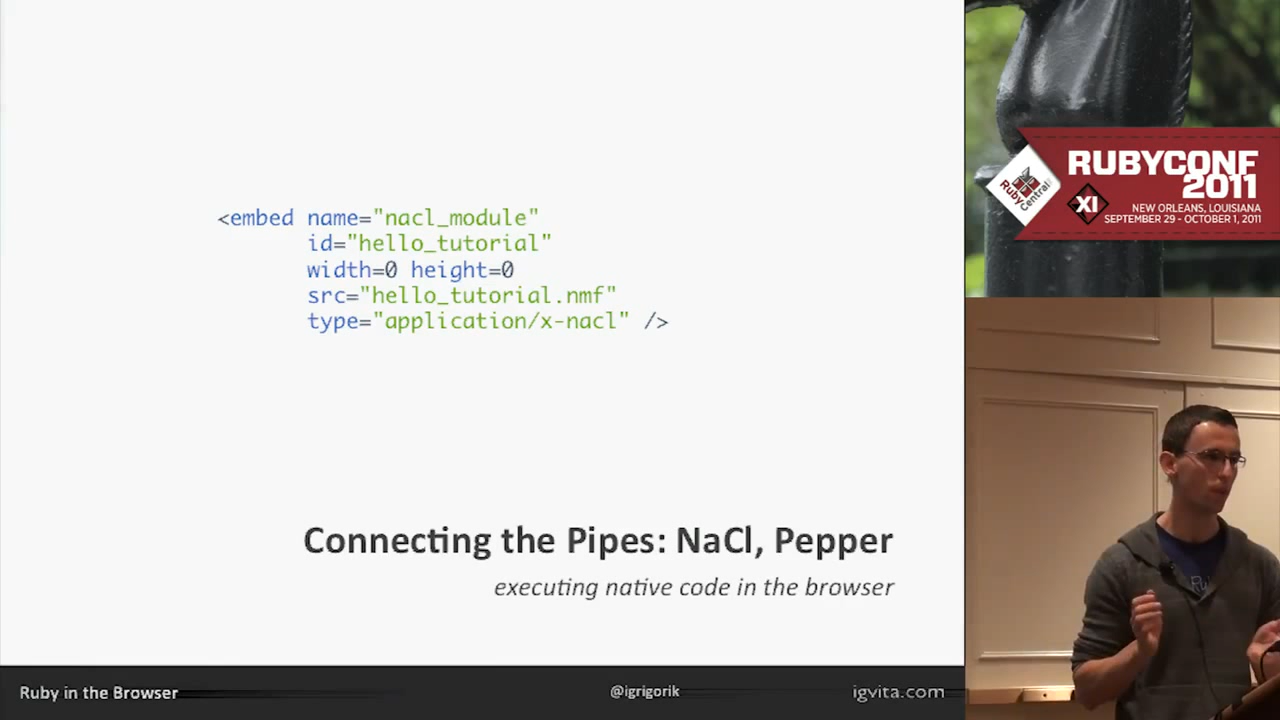 <embed name="nacl_module"
id="hello_tutorial"
width=0 height=0
src="hello_tutorial.nmf"
type="application/x-nacl" />
Connecting the Pipes: NaCl, Pepper
executing native code in the browser
Ruby in the Browser
@igrigorik
igvita.com
RUBYCONF
2011
RubyCentral
XI
NEW ORLEANS, LOUISIANA
SEPTEMBER 29 - OCTOBER 1, 2011